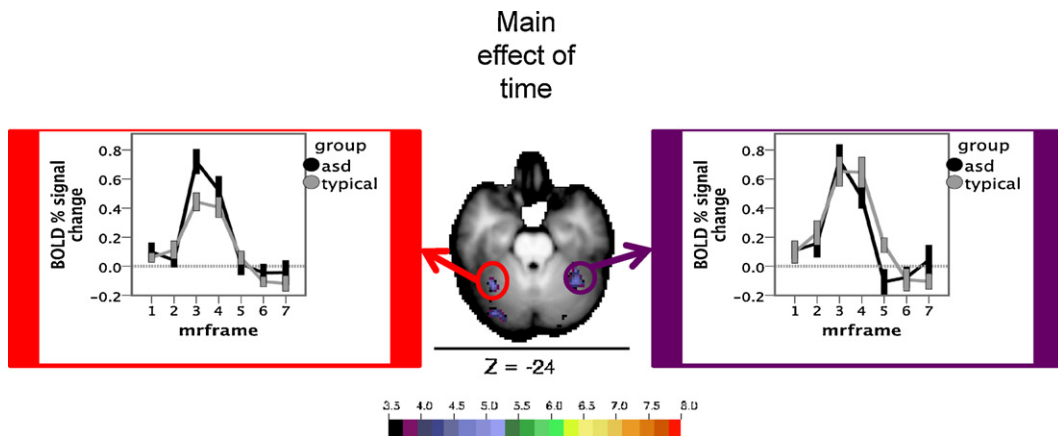 Main
effect of
time
BOLD % signal
change
0.8
0.6
0.4
0.2
0.0
-0.2
1 2 3 4 5 6 7
mrframe
group
asd
typical
Z = -24
BOLD % signal
change
0.8
0.6
0.4
0.2
0.0
-0.2
1 2 3 4 5 6 7
mrframe
group
asd
typical
3.5 4.0 4.5 5.0 5.5 6.0 6.5 7.0 7.5 8.0